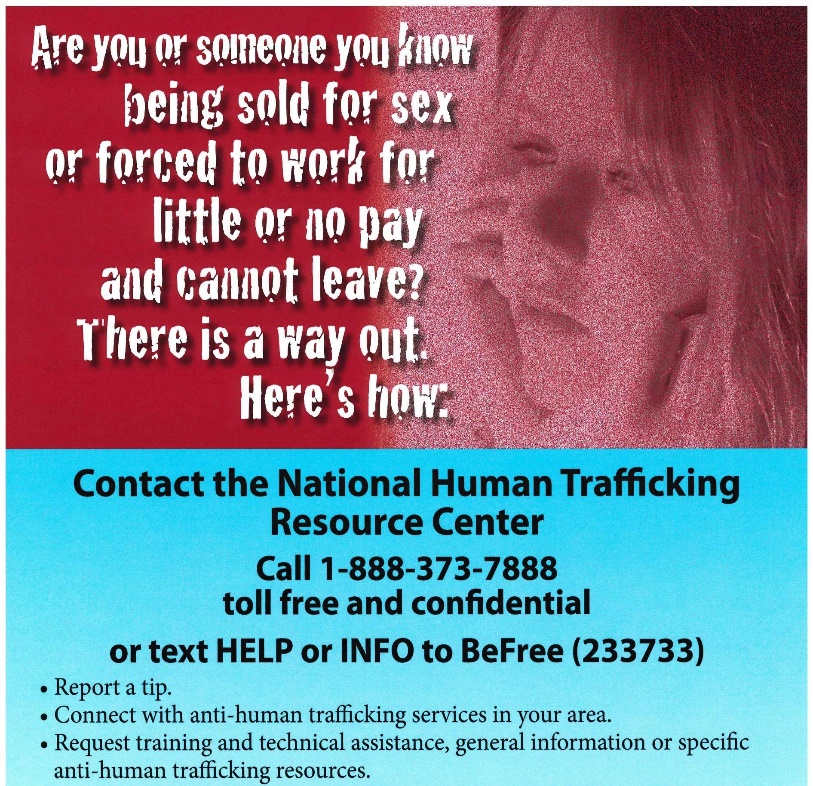 Are you or someone you know
being sold for sex
or forced to work for
little or no pay
and cannot leave?
There is a way out.
Here's how:
Contact the National Human Trafficking
Resource Center
Call 1-888-373-7888
toll free and confidential
or text HELP or INFO to BeFree (233733)
• Report a tip.
• Connect with anti-human trafficking services in your area.
• Request training and technical assistance, general information or specific
anti-human trafficking resources.